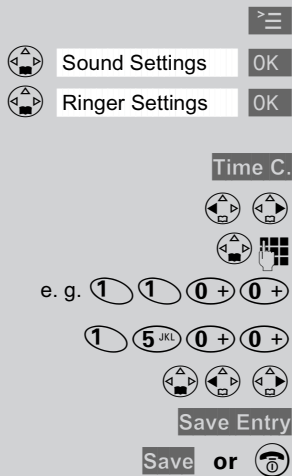 Sound Settings OK
Ringer Settings OK
Time C.
e. g. 1 1 0 + 0 +
1 5 JKL 0 + 0 +
Save Entry
Save or